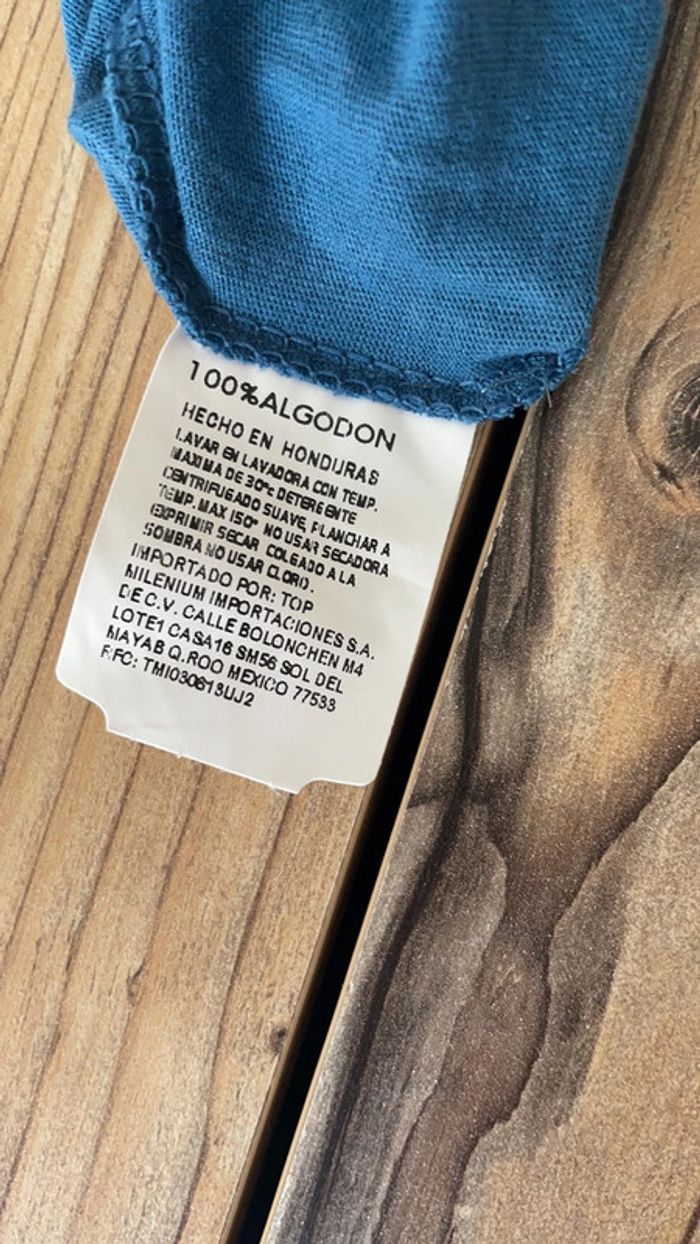 100%ALGODON
HECHO EN HONDURAS
LAVAR EN LAVADORA CON TEMP.
MAXIMA DE 30°c DETERGENTE
CENTRIFUGADO SUAVE, PLANCHAR A
TEMP. MAX 150° NO USAR SECADORA
EXPRIMIR SECAR COLGADO A LA
SOMBRA NO USAR CLORO.
IMPORTADO POR: TOP
MILENIUM IMPORTACIONES S.A.
DE C.V. CALLE BOLONCHEN M4
LOTE1 CASA16 SM56 SOL DEL
MAYAB Q.ROO MEXICO 77533
RFC: TMI030613UJ2